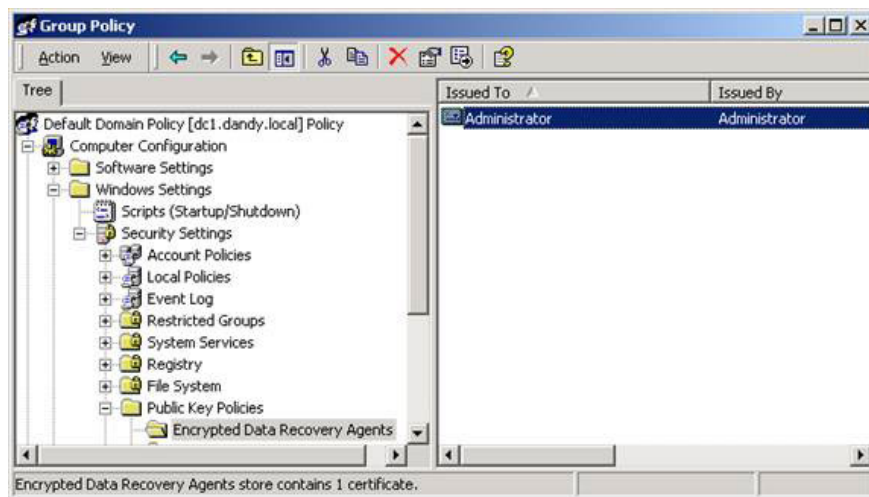 Group Policy
Action View
Tree
Issued To Issued By
Default Domain Policy [dc1.dandy.local] Policy
Administrator Administrator
Computer Configuration
Software Settings
Windows Settings
Scripts (Startup/Shutdown)
Security Settings
Account Policies
Local Policies
Event Log
Restricted Groups
System Services
Registry
File System
Public Key Policies
Encrypted Data Recovery Agents
Encrypted Data Recovery Agents store contains 1 certificate.